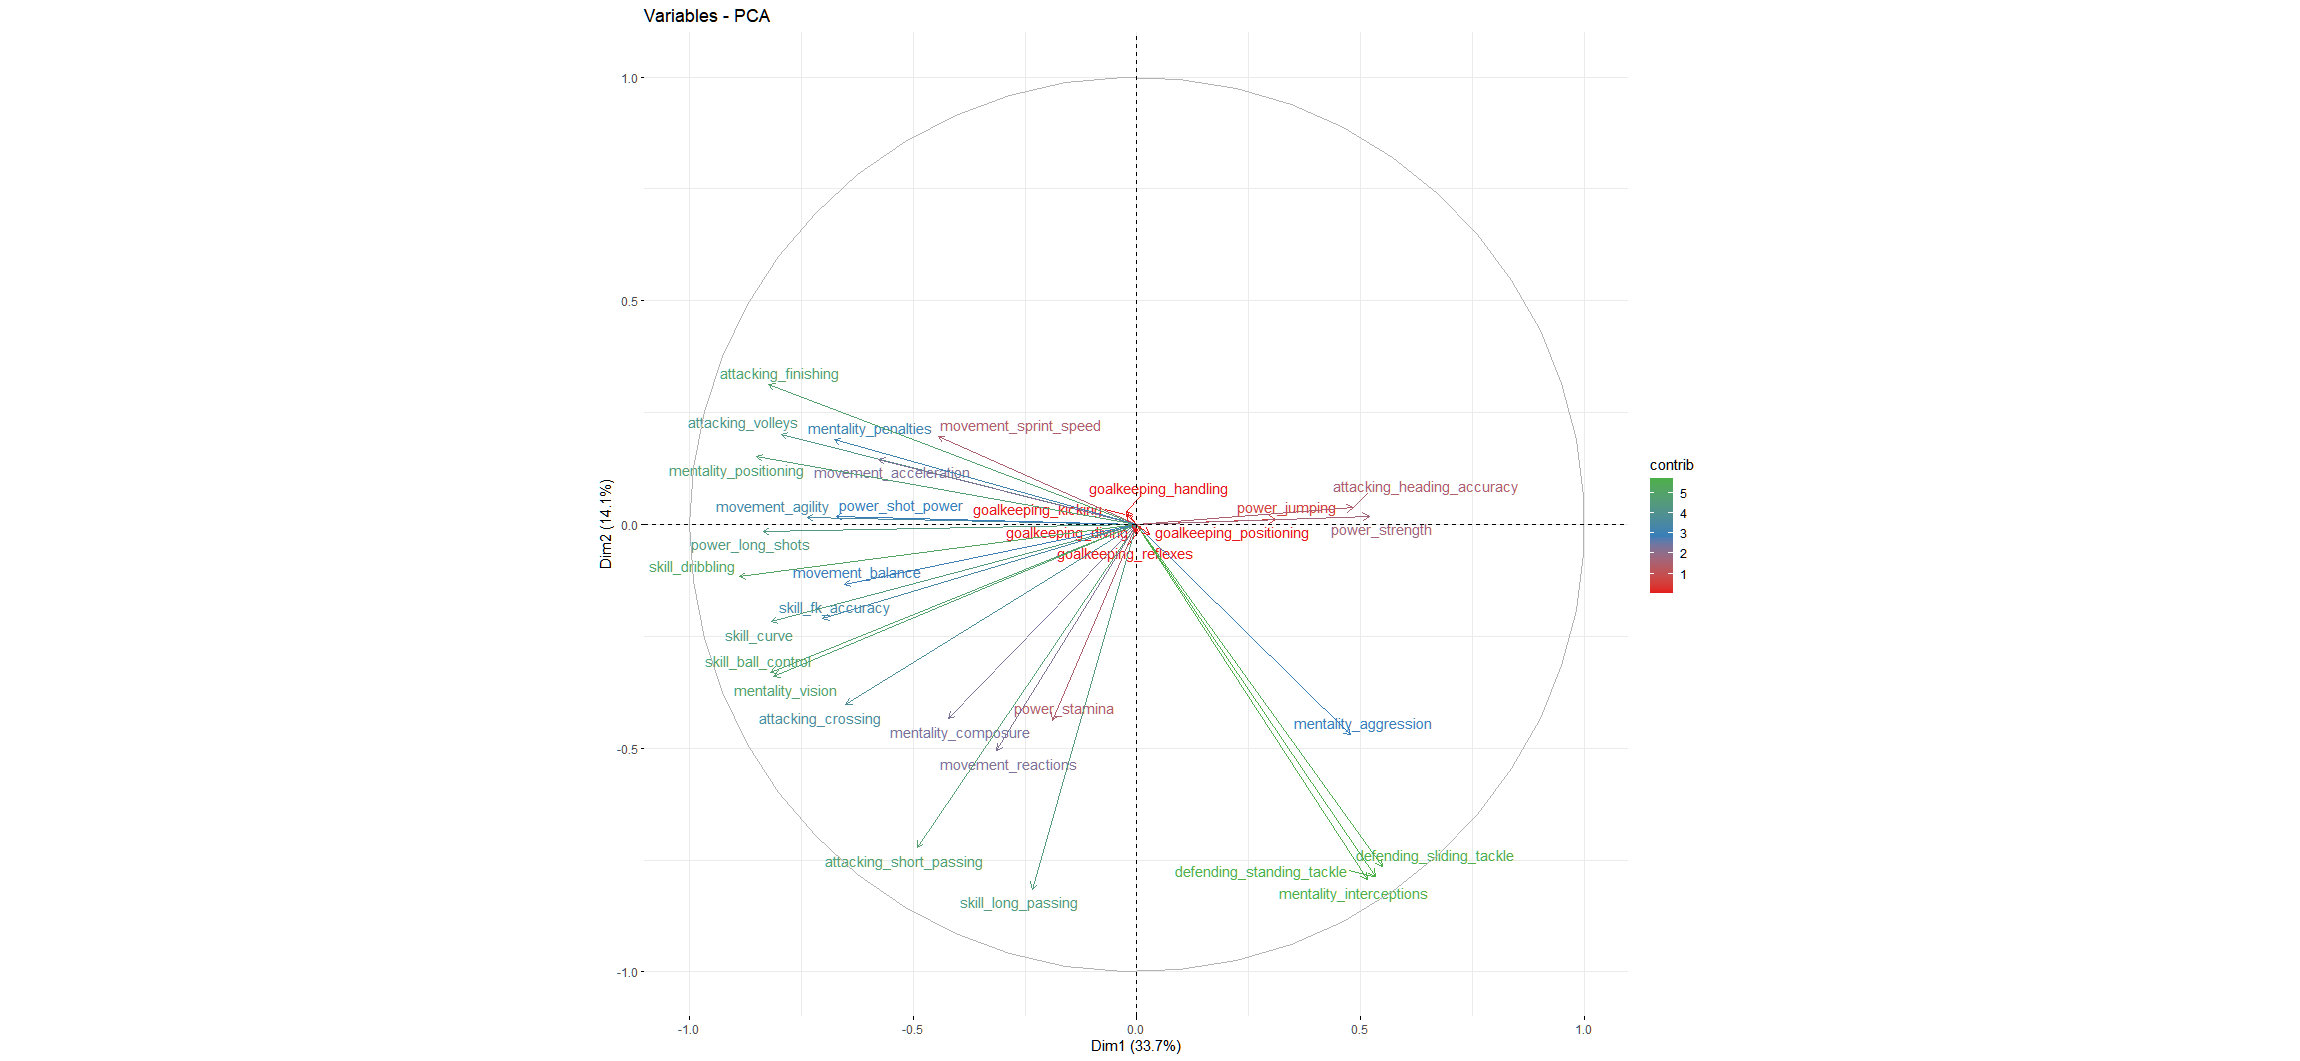 Variables - PCA
1.0
attacking_finishing
attacking_volleys
mentality_penalties
movement_sprint_speed
mentality_positioning
movement_acceleration
goalkeeping_handling
attacking_heading_accuracy
movement_agility
power_shot_power
goalkeeping_kicking
power_jumping
power_long_shots
goalkeeping_diving
goalkeeping_positioning
power_strength
skill_dribbling
movement_balance
goalkeeping_reflexes
skill_fk_accuracy
skill_curve
skill_ball_control
mentality_vision
attacking_crossing
power_stamina
mentality_composure
mentality_aggression
movement_reactions
attacking_short_passing
defending_sliding_tackle
defending_standing_tackle
mentality_interceptions
skill_long_passing
0.5
0.0
-0.5
-1.0
Dim2 (14.1%)
-1.0
-0.5
0.0
0.5
1.0
Dim1 (33.7%)
contrib
5
4
3
2
1